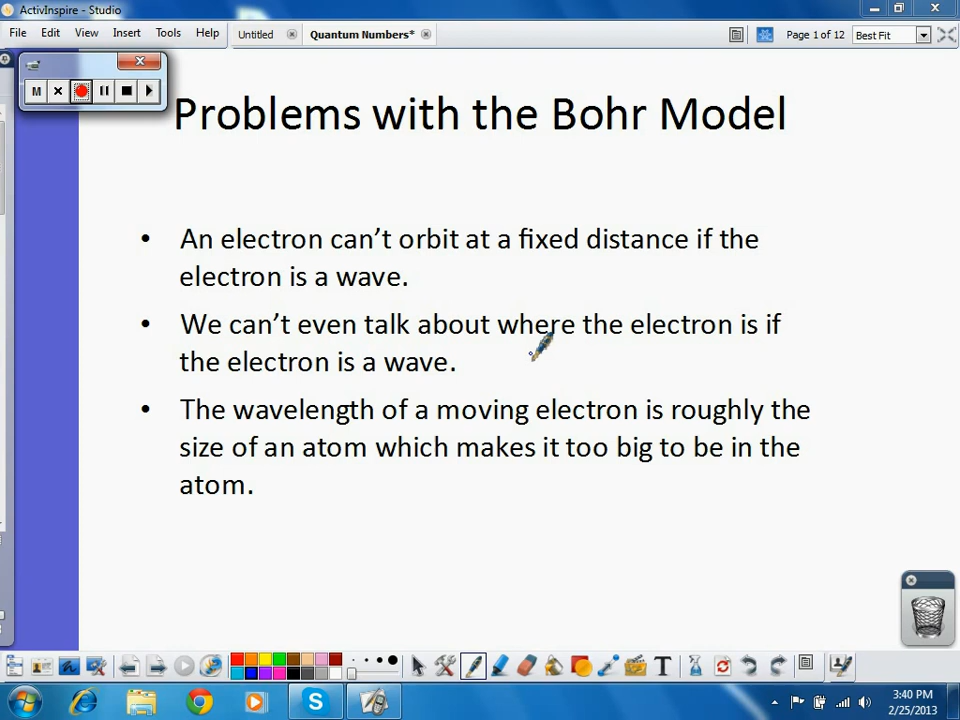 ActivInspire - Studio
File Edit View Insert Tools Help Untitled Quantum Numbers* Page 1 of 12 Best Fit
M
Problems with the Bohr Model
• An electron can't orbit at a fixed distance if the
electron is a wave.
• We can't even talk about where the electron is if
the electron is a wave.
• The wavelength of a moving electron is roughly the
size of an atom which makes it too big to be in the
atom.
T
3:40 PM
2/25/2013